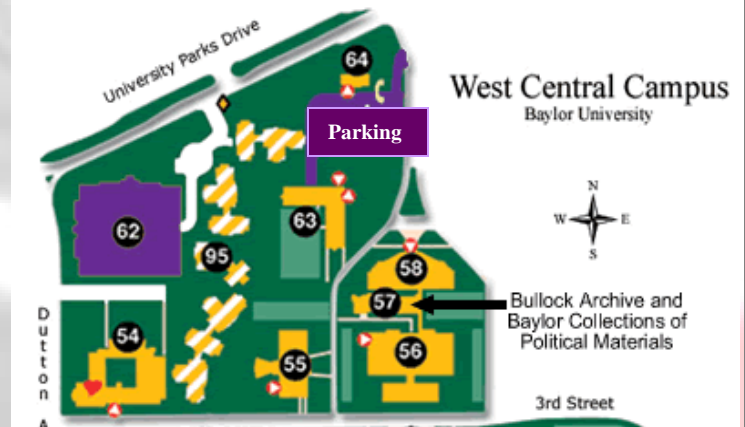 University Parks Drive
64
West Central Campus
Baylor University
Parking
N
W E
S
62
63
95
58
57
Bullock Archive and
Baylor Collections of
Political Materials
54
55
56
Dutton
A
3rd Street